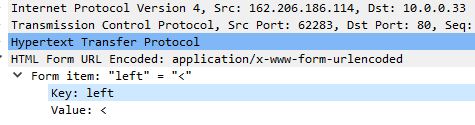 Internet Protocol Version 4, Src: 162.206.186.114, Dst: 10.0.0.33
Transmission Control Protocol, Src Port: 62283, Dst Port: 80, Seq:
Hypertext Transfer Protocol
HTML Form URL Encoded: application/x-www-form-urlencoded
Form item: "left" = "<"
Key: left
Value: <